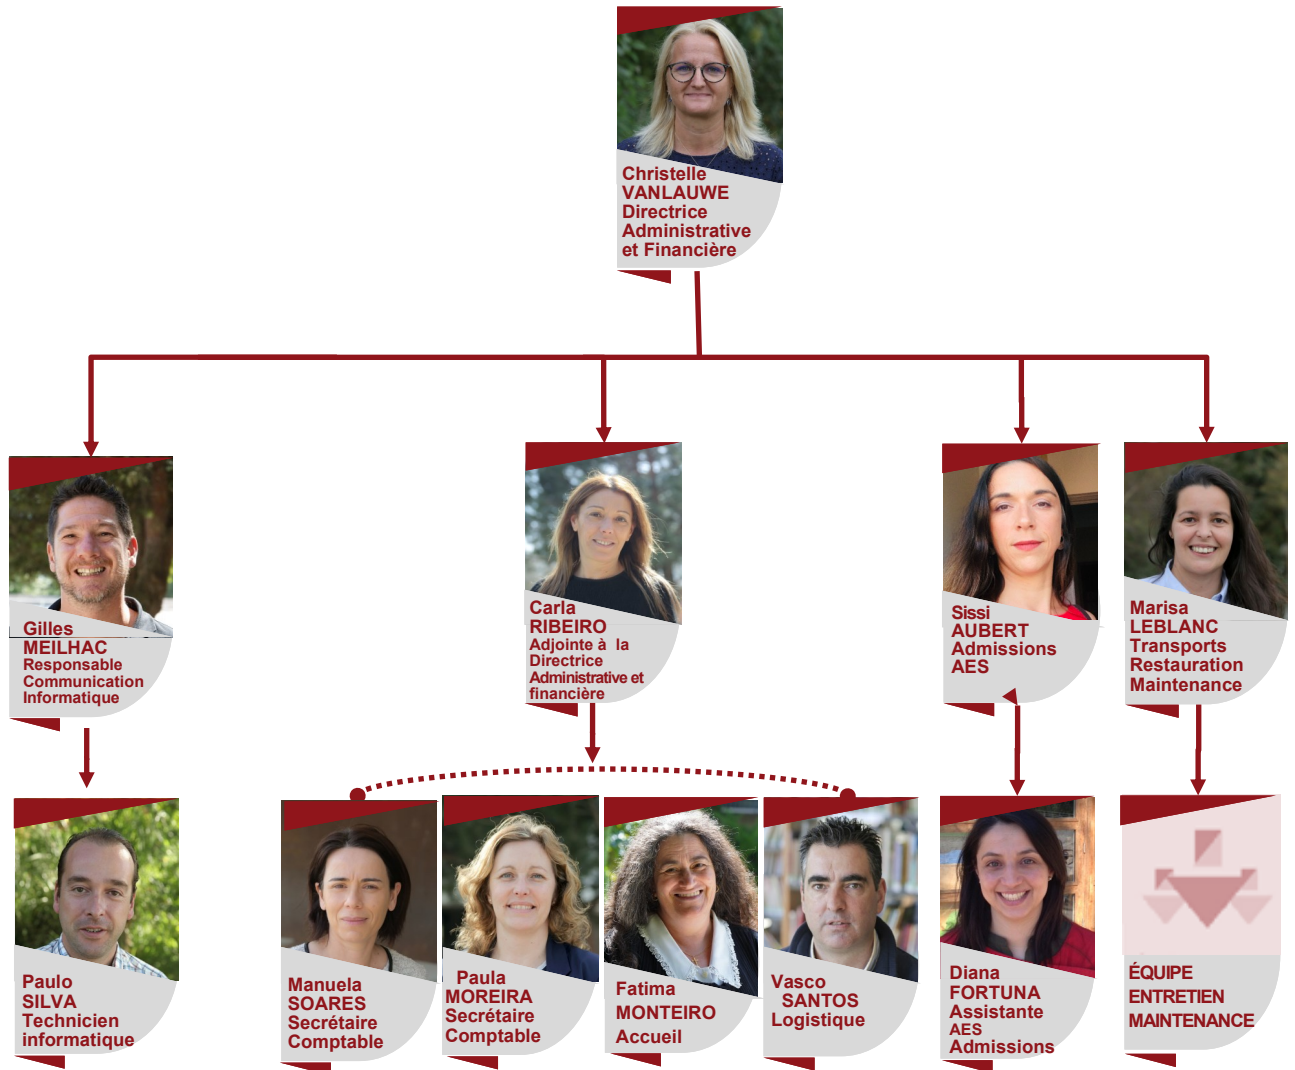 Christelle
VANLAUWE
Directrice
Administrative
et Financière
Gilles
MEILHAC
Responsable
Communication
Informatique
Carla
RIBEIRO
Adjointe à la
Directrice
Administrative et
financière
Sissi
AUBERT
Admissions
AES
Marisa
LEBLANC
Transports
Restauration
Maintenance
Paulo
SILVA
Technicien
informatique
Manuela
SOARES
Secrétaire
Comptable
Paula
MOREIRA
Secrétaire
Comptable
Fatima
MONTEIRO
Accueil
Vasco
SANTOS
Logistique
Diana
FORTUNA
Assistante
AES
Admissions
ÉQUIPE
ENTRETIEN
MAINTENANCE